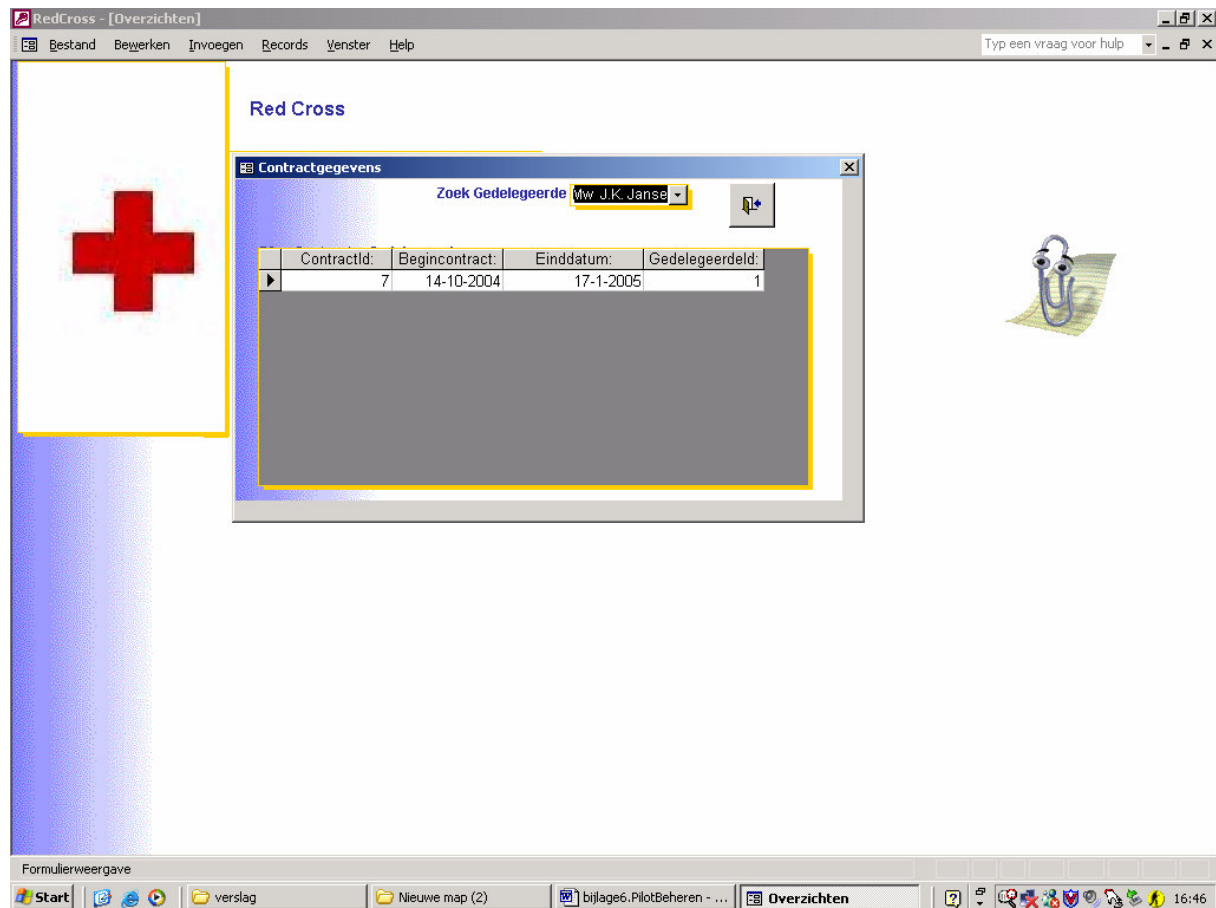 RedCross - [Overzichten]
Bestand Bewerken Invoegen Records Venster Help Typ een vraag voor hulp
Red Cross
Contractgegevens
Zoek Gedelegeerde Mw J.K. Janse
ContractId: Begincontract: Einddatum: GedelegeerdeId:
7 14-10-2004 17-1-2005 1
Formulierweergave
Start verslag Nieuwe map (2) bijlage6.PilotBeheren - ... Overzichten 16:46